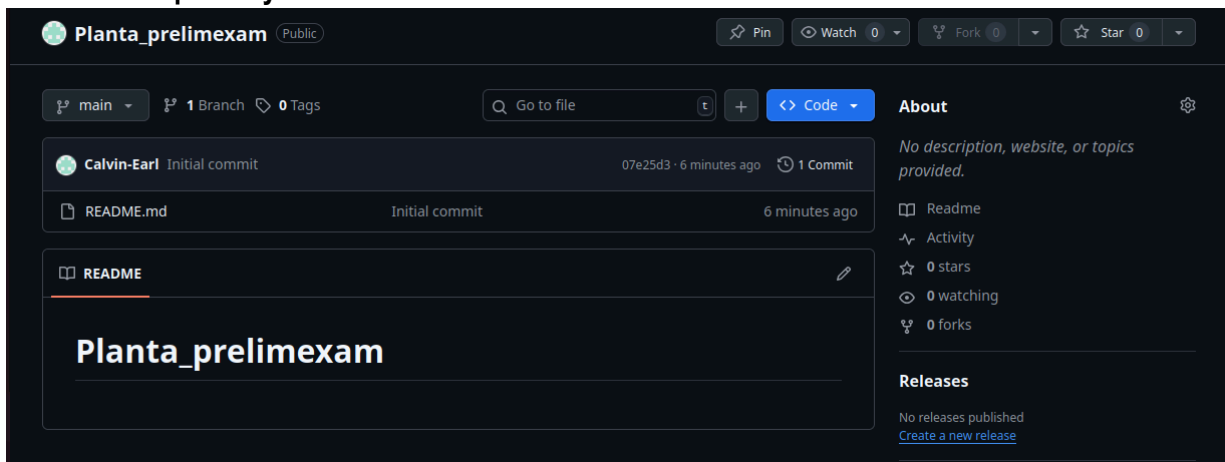 Planta_prelimexam Public
Pin Watch 0 Fork 0 Star 0
main 1 Branch 0 Tags Go to file t + <> Code
Calvin-Earl Initial commit 07e25d3 · 6 minutes ago 1 Commit
README.md Initial commit 6 minutes ago
README
Planta_prelimexam
About
No description, website, or topics
provided.
Readme
Activity
0 stars
0 watching
0 forks
Releases
No releases published
Create a new release